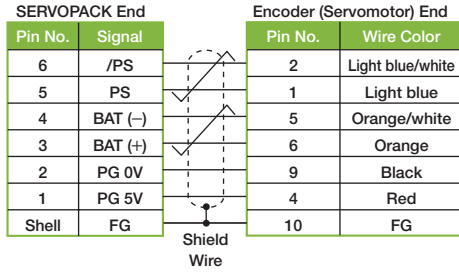 SERVOPACK End Encoder (Servomotor) End
Pin No. Signal Pin No. Wire Color
6 /PS 2 Light blue/white
5 PS 1 Light blue
4 BAT (−) 5 Orange/white
3 BAT (+) 6 Orange
2 PG 0V 9 Black
1 PG 5V 4 Red
Shell FG 10 FG
Shield
Wire